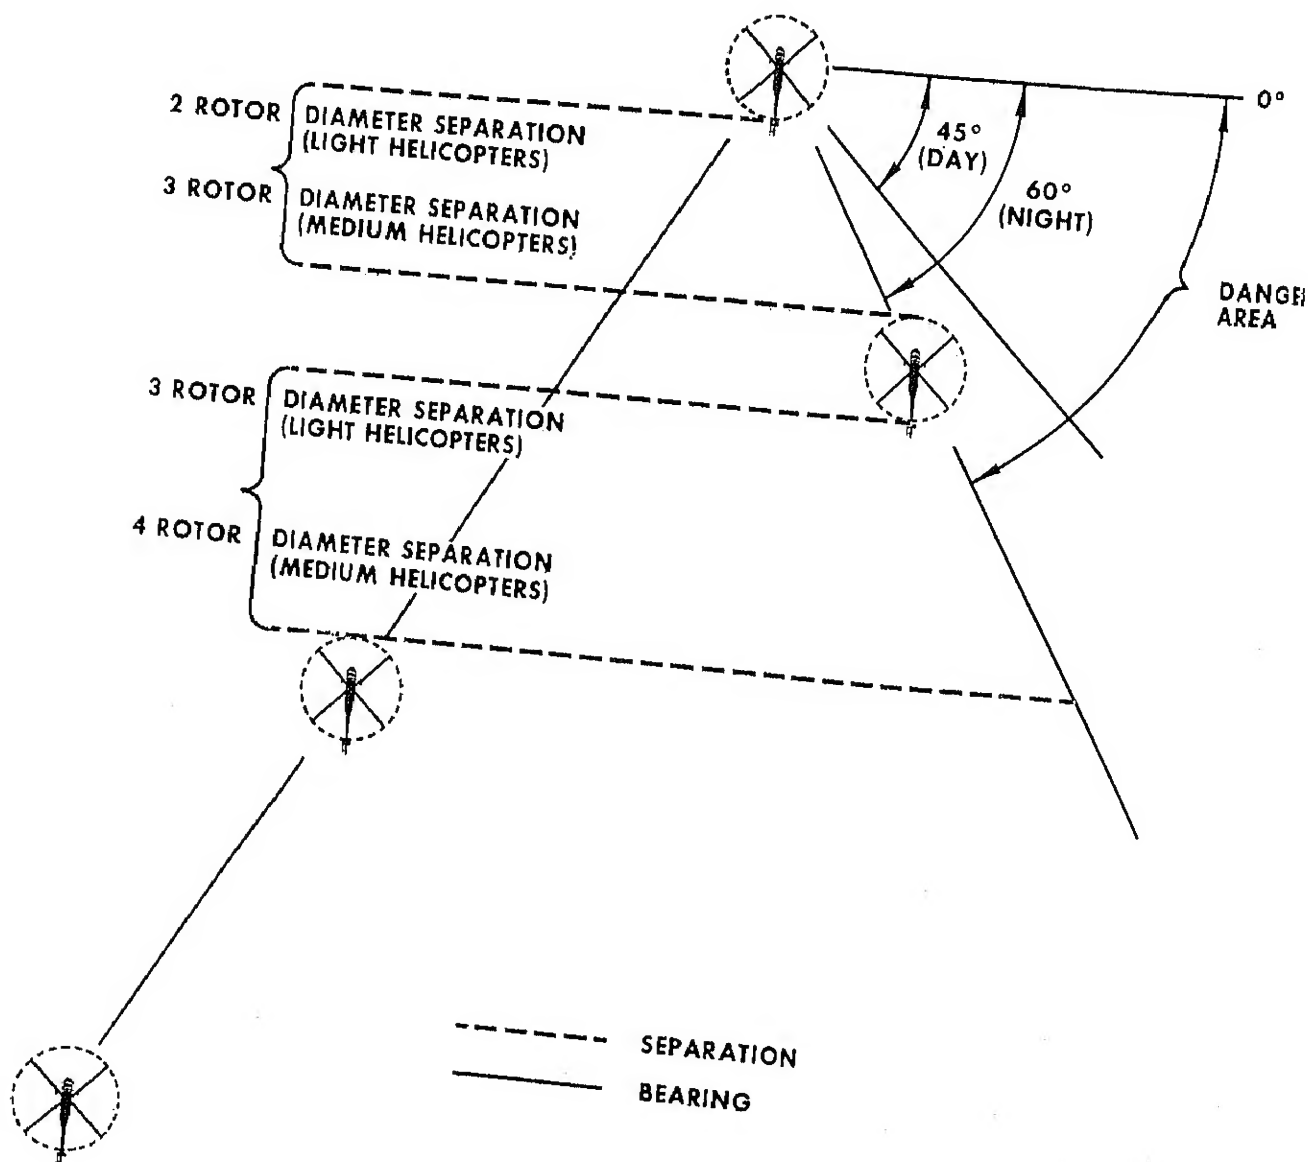 0°
2 ROTOR
DIAMETER SEPARATION
(LIGHT HELICOPTERS)
45°
(DAY)
3 ROTOR
DIAMETER SEPARATION
(MEDIUM HELICOPTERS)
60°
(NIGHT)
DANGER
AREA
3 ROTOR
DIAMETER SEPARATION
(LIGHT HELICOPTERS)
4 ROTOR
DIAMETER SEPARATION
(MEDIUM HELICOPTERS)
SEPARATION
BEARING